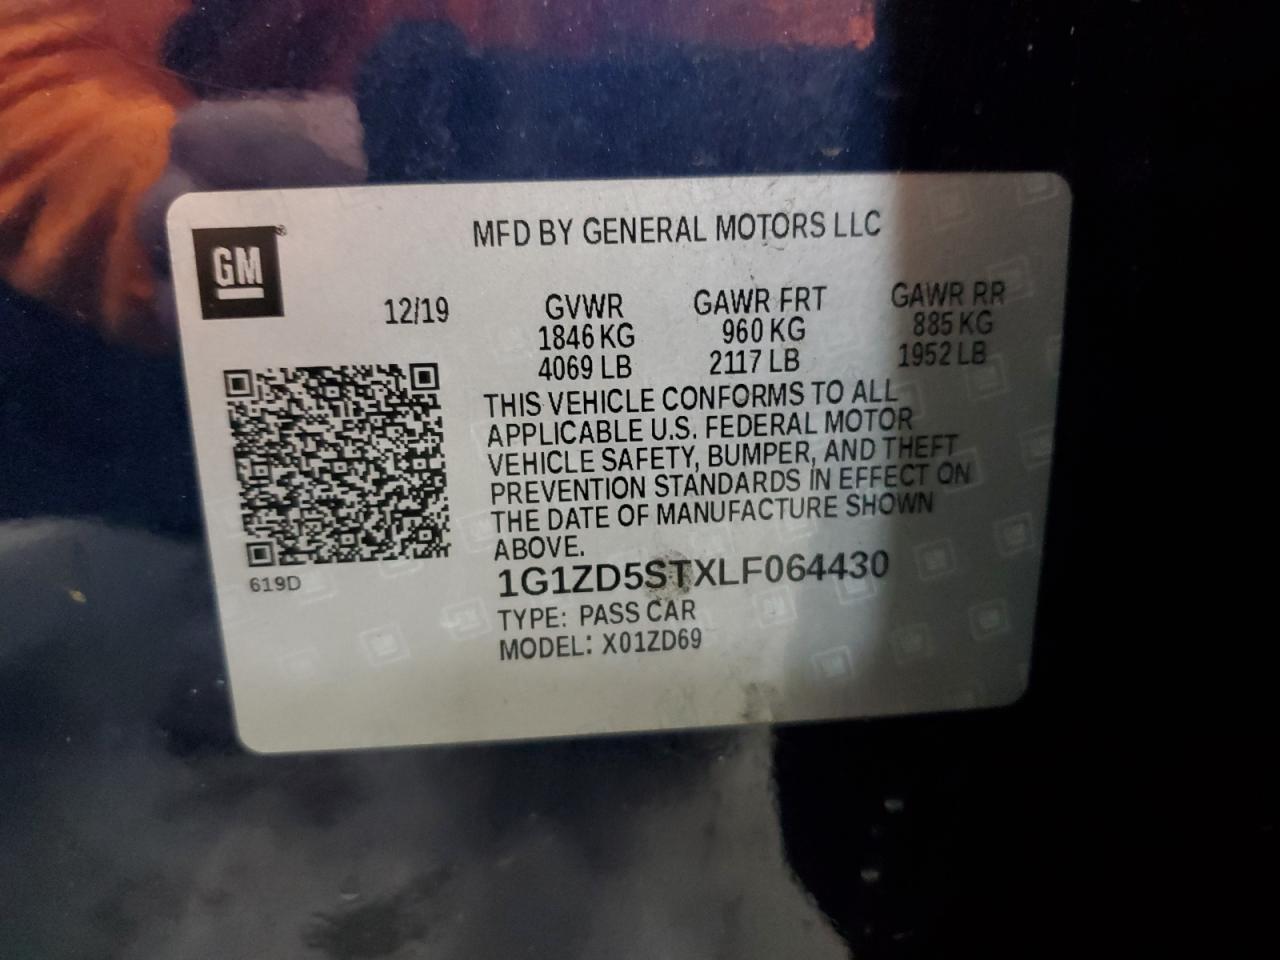 MFD BY GENERAL MOTORS LLC
GM®
12/19 GVWR GAWR FRT GAWR RR
1846 KG 960 KG 885 KG
4069 LB 2117 LB 1952 LB
THIS VEHICLE CONFORMS TO ALL
APPLICABLE U.S. FEDERAL MOTOR
VEHICLE SAFETY, BUMPER, AND THEFT
PREVENTION STANDARDS IN EFFECT ON
THE DATE OF MANUFACTURE SHOWN
ABOVE.
619D
1G1ZD5STXLF064430
TYPE: PASS CAR
MODEL: X01ZD69